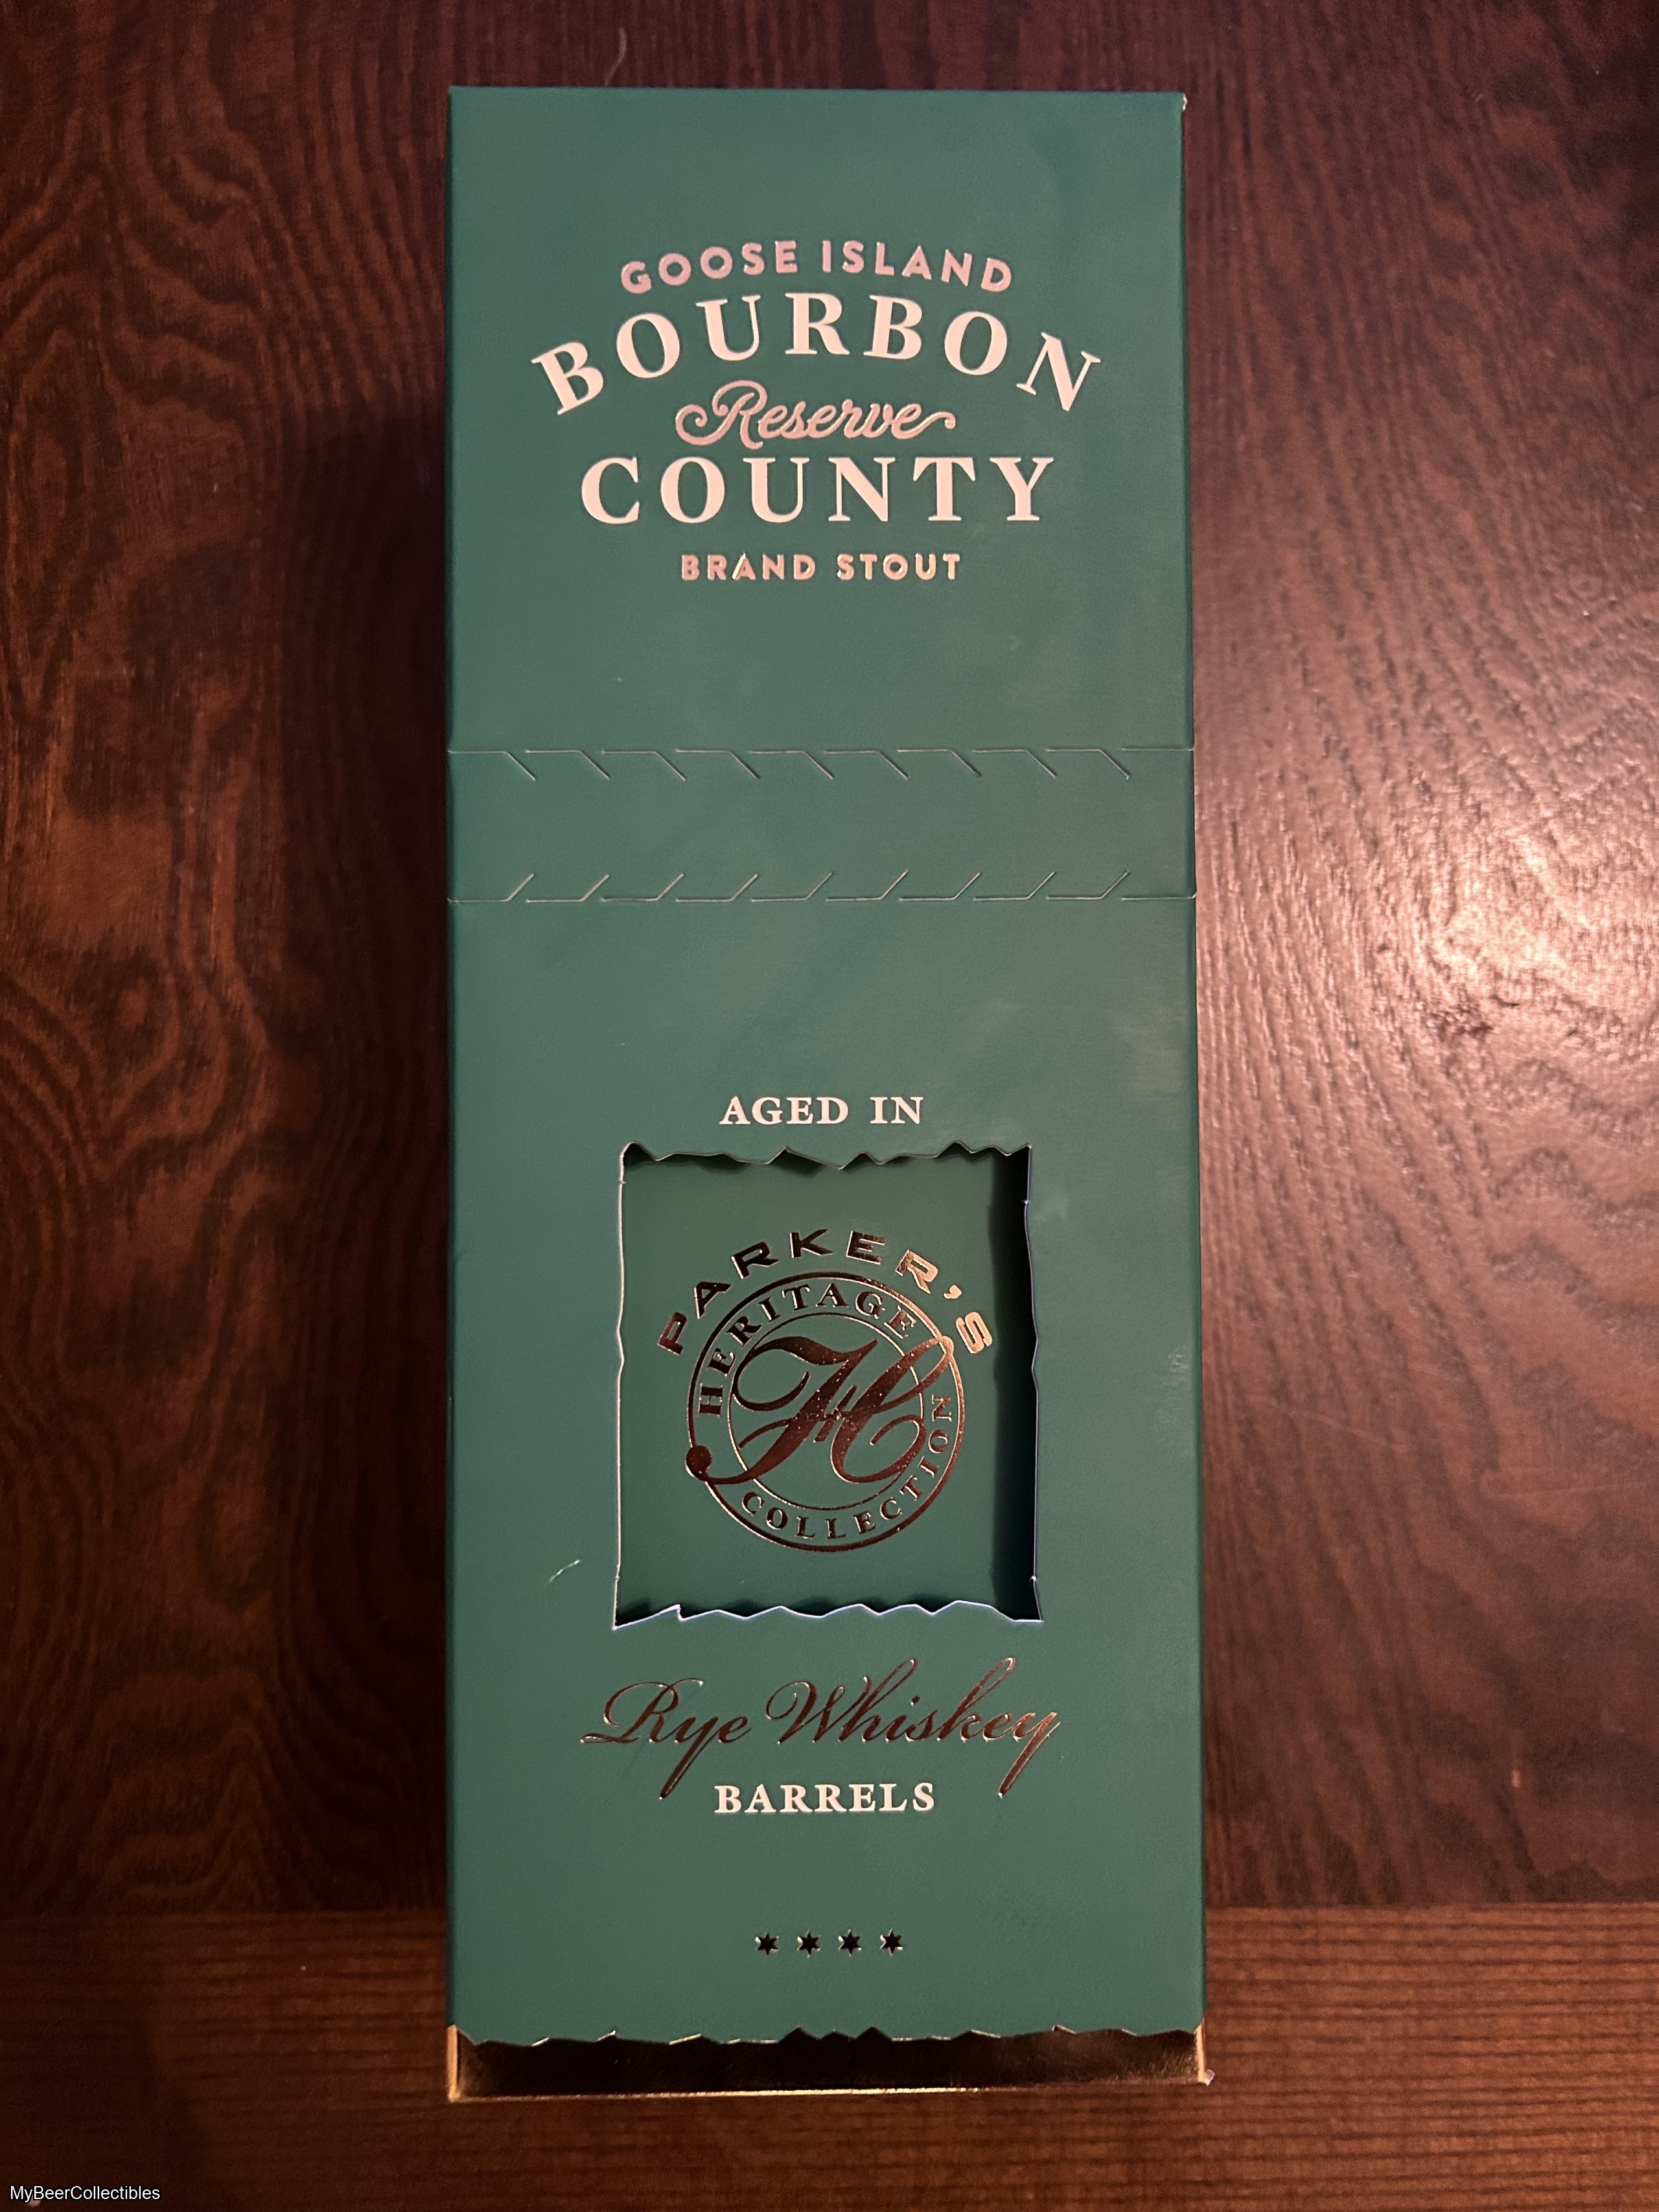 GOOSE ISLAND
BOURBON
Reserve
COUNTY
BRAND STOUT
AGED IN
PARKER'S
HERITAGE
H
COLLECTION
Rye Whiskey
BARRELS
MyBeerCollectibles